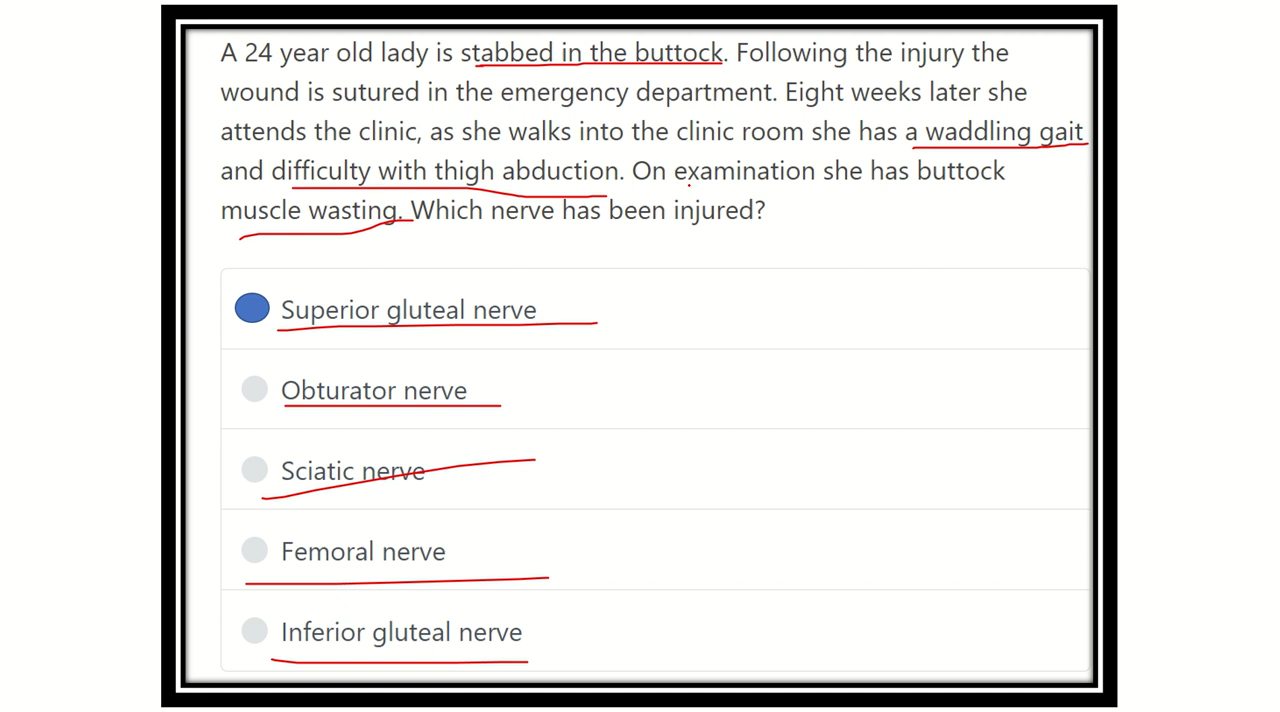 A 24 year old lady is stabbed in the buttock. Following the injury the
wound is sutured in the emergency department. Eight weeks later she
attends the clinic, as she walks into the clinic room she has a waddling gait
and difficulty with thigh abduction. On examination she has buttock
muscle wasting. Which nerve has been injured?
Superior gluteal nerve
Obturator nerve
Sciatic nerve
Femoral nerve
Inferior gluteal nerve